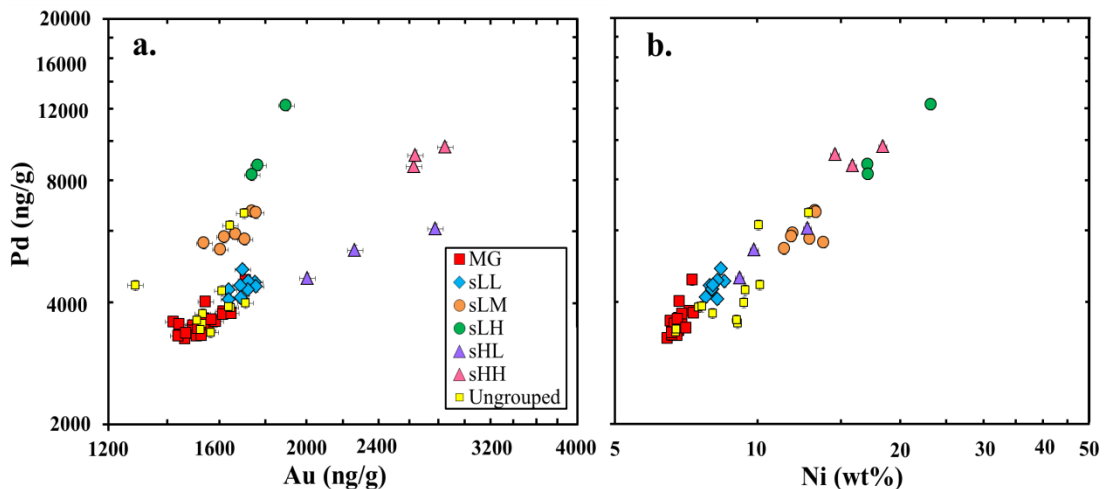 a.
b.
Pd (ng/g)
20000
16000
12000
8000
4000
2000
MG
sLL
sLM
sLH
sHL
sHH
Ungrouped
1200
1600
2000
2400
3200
4000
Au (ng/g)
5
10
20
30
40
50
Ni (wt%)